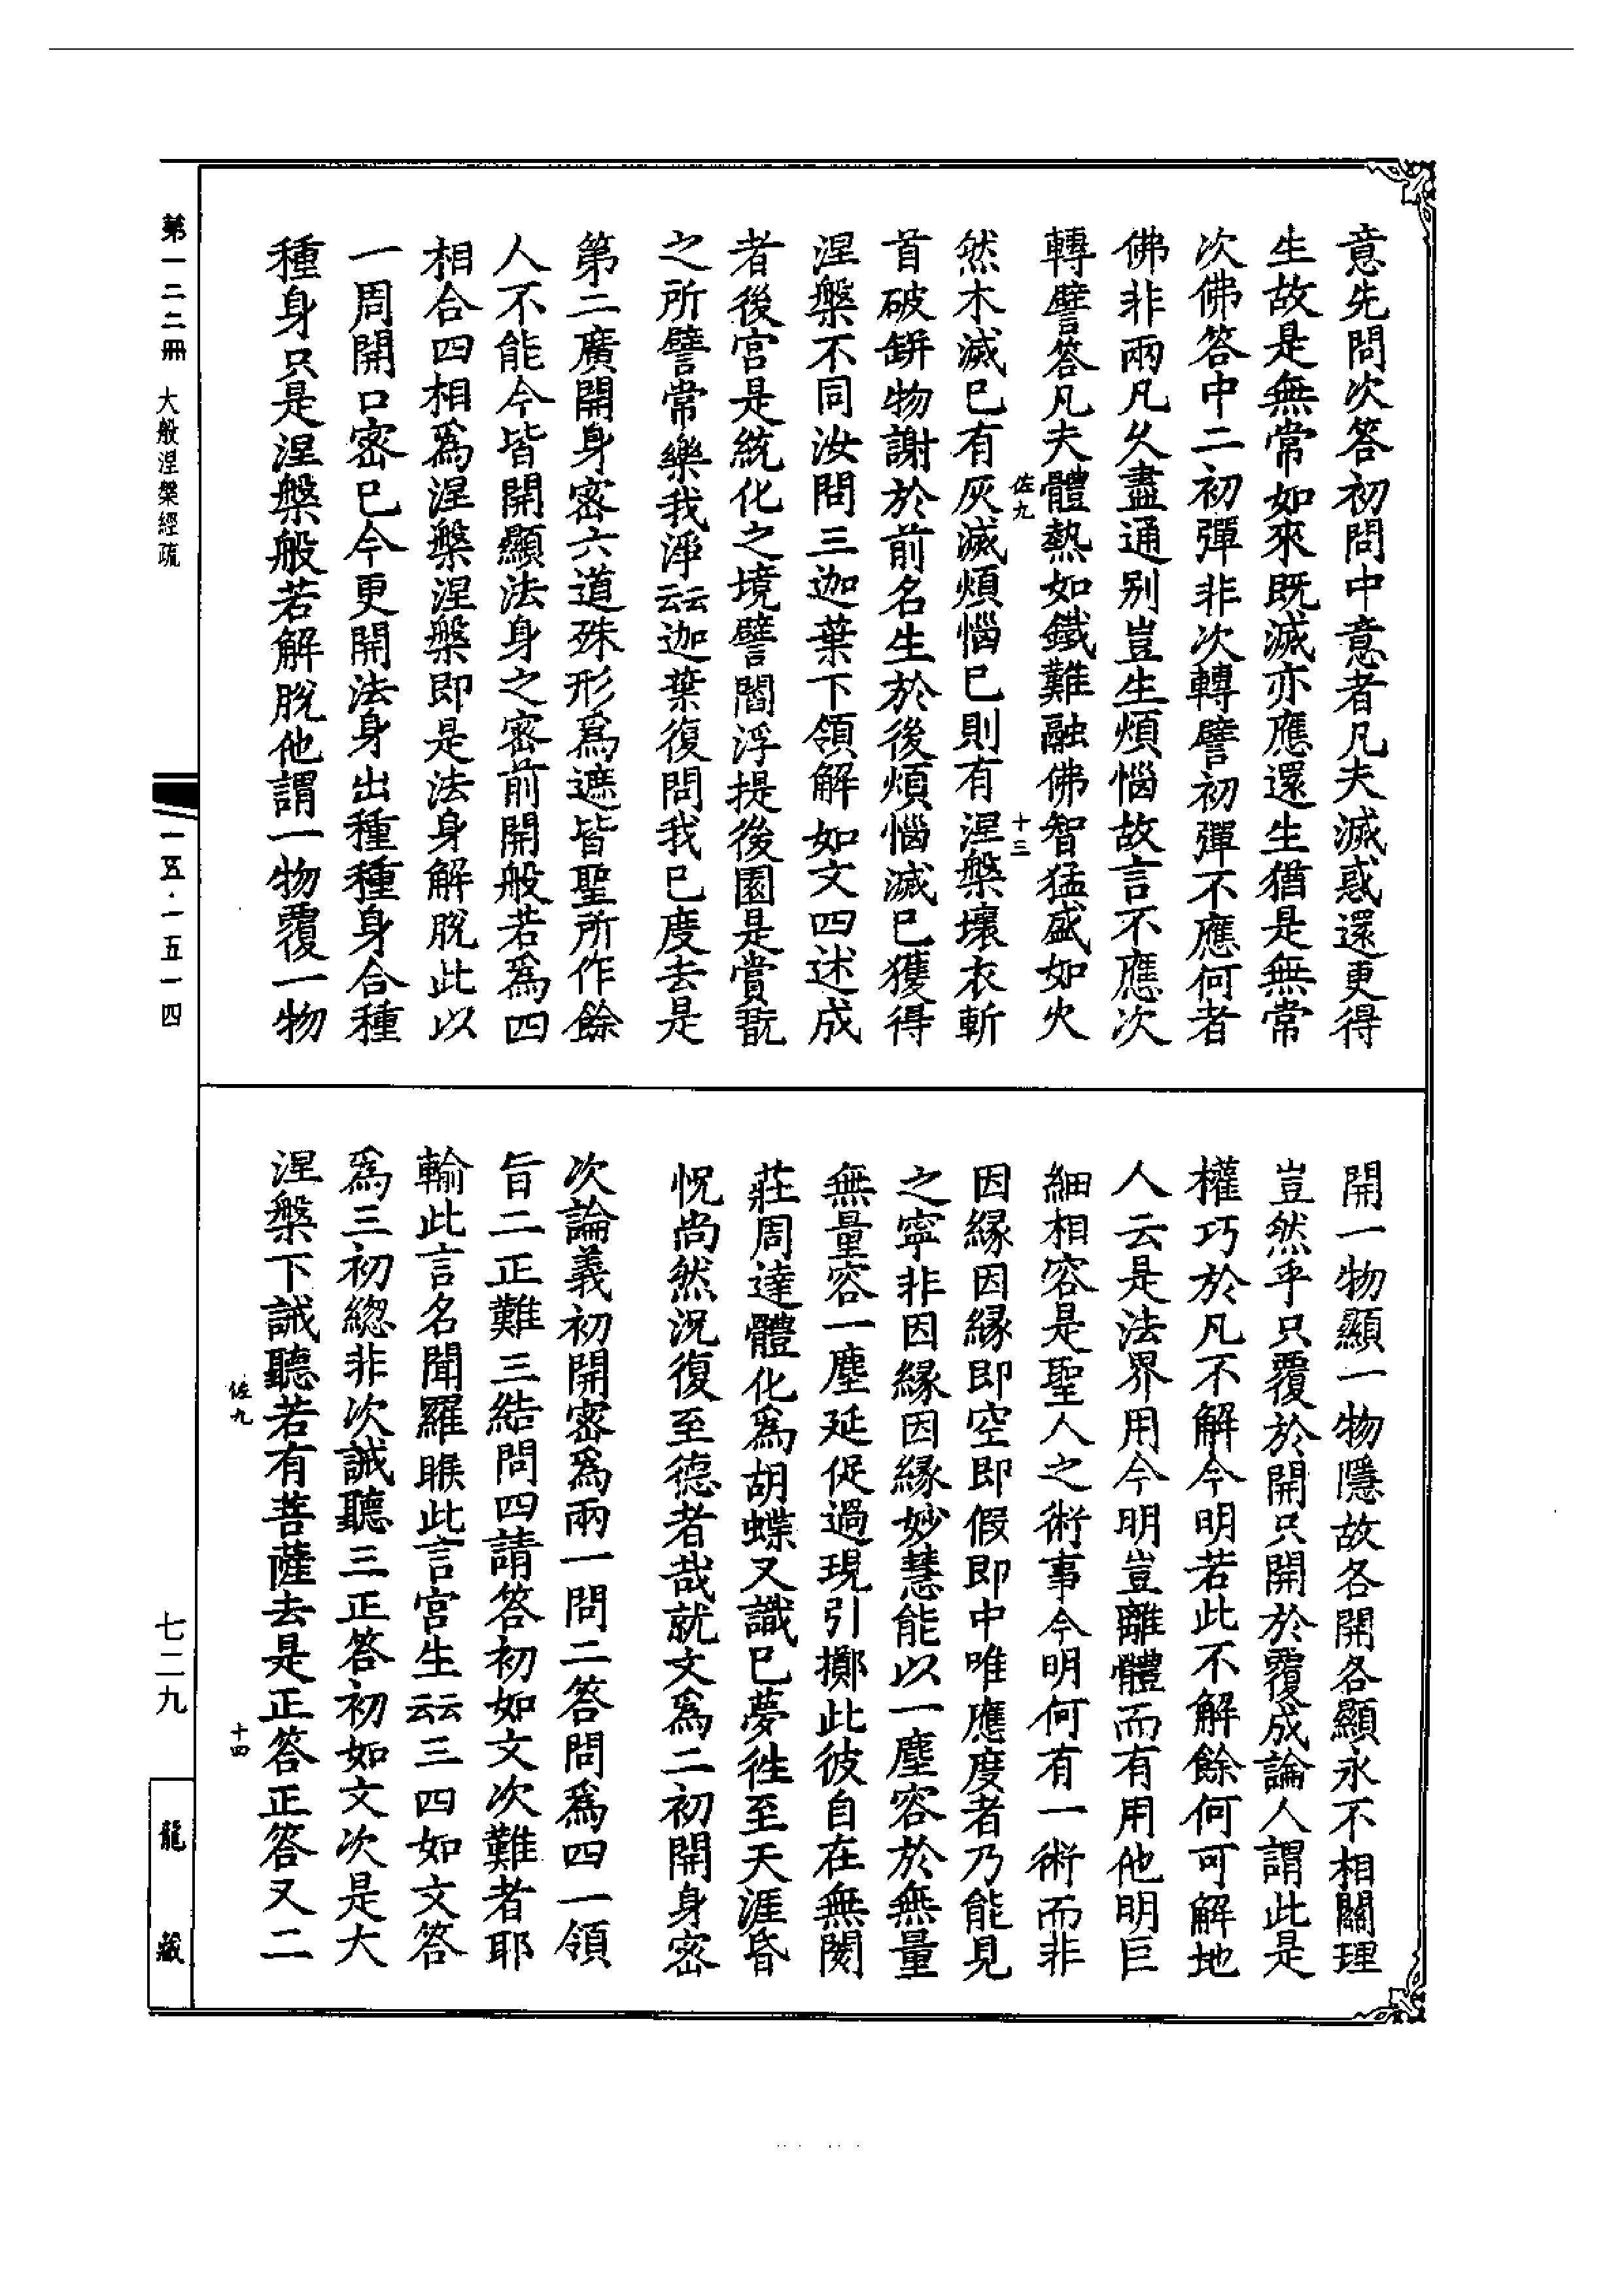 意先問次答初問中意者凡夫滅惑還更得
生故是無常如來既滅亦應還生猶是無常
次佛答中二初彈非次轉譬初彈不應何者
佛非兩凡久盡通别豈生煩惱故言不應次
轉譬答凡夫體熱如鐵難融佛智猛盛如火
佐九
十三
然木滅已有灰滅煩惱已則有涅槃壞衣斬
首破缾物謝於前名生於後煩惱滅已獲得
涅槃不同汝問三迦葉下領解如文四述成
者後宫是統化之境譬閻浮提後園是賞翫
之所譬常樂我淨云云迦葉復問我已度去是
第二廣開身密六道殊形爲遮皆聖所作餘
人不能今皆開顯法身之密前開般若爲四
相合四相爲涅槃涅槃即是法身解脫此以
一周開口密已今更開法身出種種身合種
種身只是涅槃般若解脫他謂一物覆一物
開一物顯一物隱故各開各顯永不相關理
豈然乎只覆於開只開於覆成論人謂此是
權巧於凡不解今明若此不解餘何可解地
人云是法界用今明豈離體而有用他明巨
細相容是聖人之術事今明何有一術而非
因緣因緣即空即假即中唯應度者乃能見
之寧非因緣因緣妙慧能以一塵容於無量
無量容一塵延促過現引擲此彼自在無閡
莊周達體化爲胡蝶又識已夢徃至天涯昏
怳尚然況復至德者哉就文爲二初開身密
次論義初開密爲兩一問二答問爲四一領
旨二正難三結問四請答初如文次難者耶
輸此言名聞羅睺此言宫生云云三四如文答
爲三初總非次誡聽三正答初如文次是大
涅槃下誡聽若有菩薩去是正答正答又二
佐九
十四
第一二二冊 大般涅槃經疏
一五·一五一四
七二九
龍藏